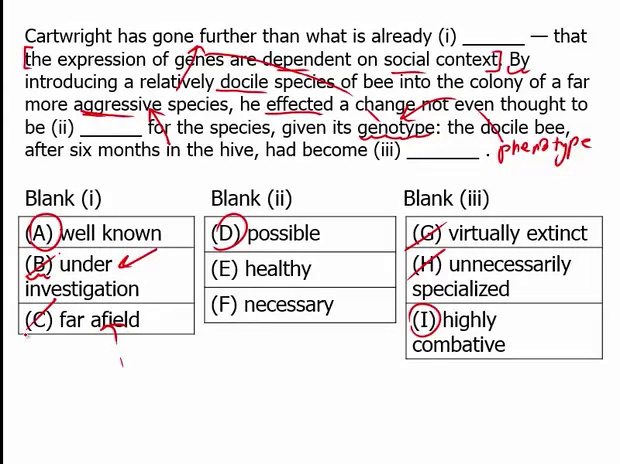 Cartwright has gone further than what is already (i) ______ — that
the expression of genes are dependent on social context. By
introducing a relatively docile species of bee into the colony of a far
more aggressive species, he effected a change not even thought to
be (ii) ______ for the species, given its genotype: the docile bee,
after six months in the hive, had become (iii) ________ . phenotype
Blank (i) Blank (ii) Blank (iii)
(A) well known
(B) under
investigation
(C) far afield
(D) possible
(E) healthy
(F) necessary
(G) virtually extinct
(H) unnecessarily
specialized
(I) highly
combative